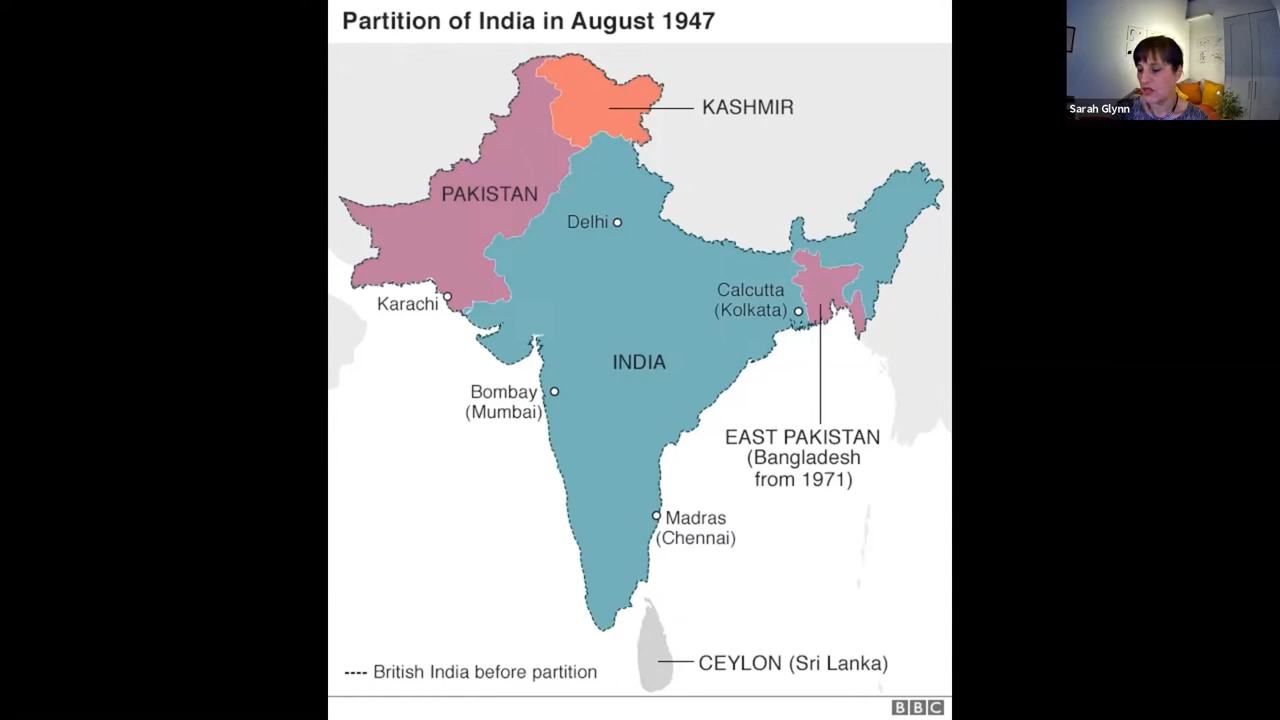 Partition of India in August 1947
Sarah Glynn
KASHMIR
PAKISTAN
Delhi
Calcutta
(Kolkata)
Karachi
INDIA
Bombay
(Mumbai)
EAST PAKISTAN
(Bangladesh
from 1971)
Madras
(Chennai)
CEYLON (Sri Lanka)
British India before partition
BBC